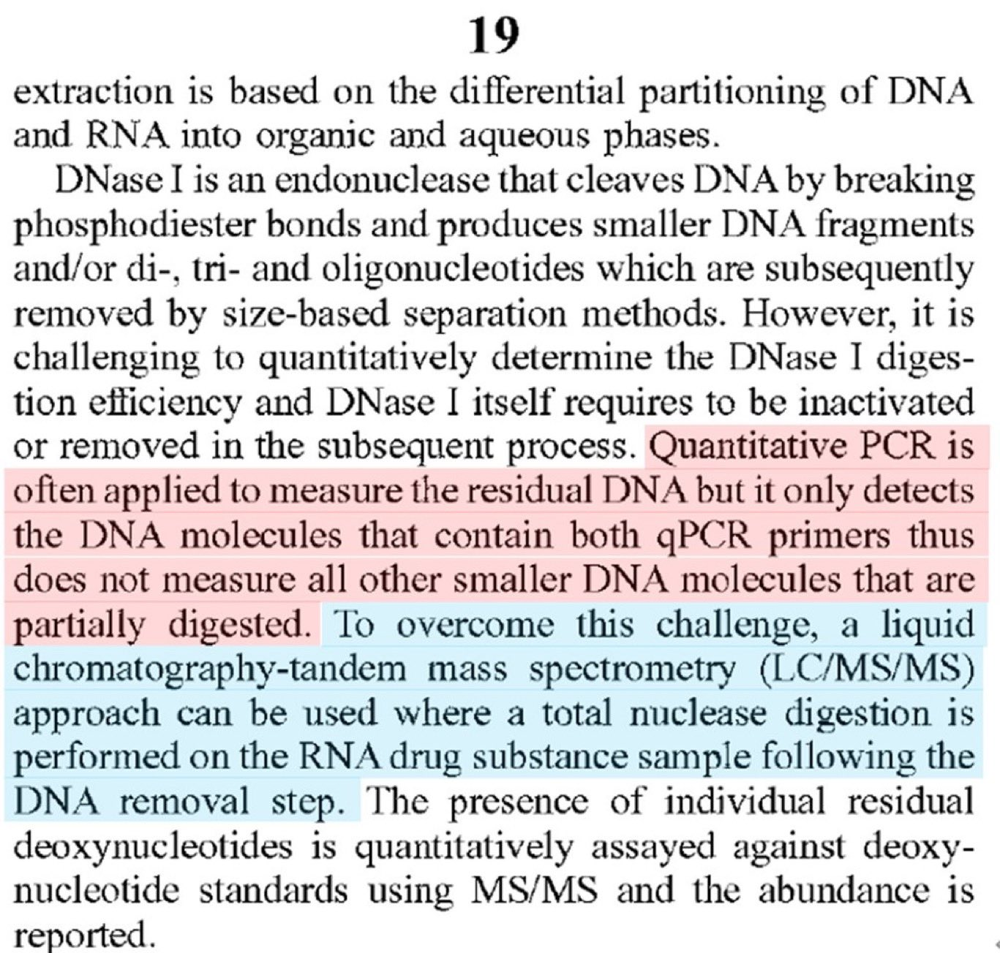 19
extraction is based on the differential partitioning of DNA
and RNA into organic and aqueous phases.
DNase I is an endonuclease that cleaves DNA by breaking
phosphodiester bonds and produces smaller DNA fragments
and/or di-, tri- and oligonucleotides which are subsequently
removed by size-based separation methods. However, it is
challenging to quantitatively determine the DNase I diges-
tion efficiency and DNase I itself requires to be inactivated
or removed in the subsequent process. Quantitative PCR is
often applied to measure the residual DNA but it only detects
the DNA molecules that contain both qPCR primers thus
does not measure all other smaller DNA molecules that are
partially digested. To overcome this challenge, a liquid
chromatography-tandem mass spectrometry (LC/MS/MS)
approach can be used where a total nuclease digestion is
performed on the RNA drug substance sample following the
DNA removal step. The presence of individual residual
deoxynucleotides is quantitatively assayed against deoxy-
nucleotide standards using MS/MS and the abundance is
reported.